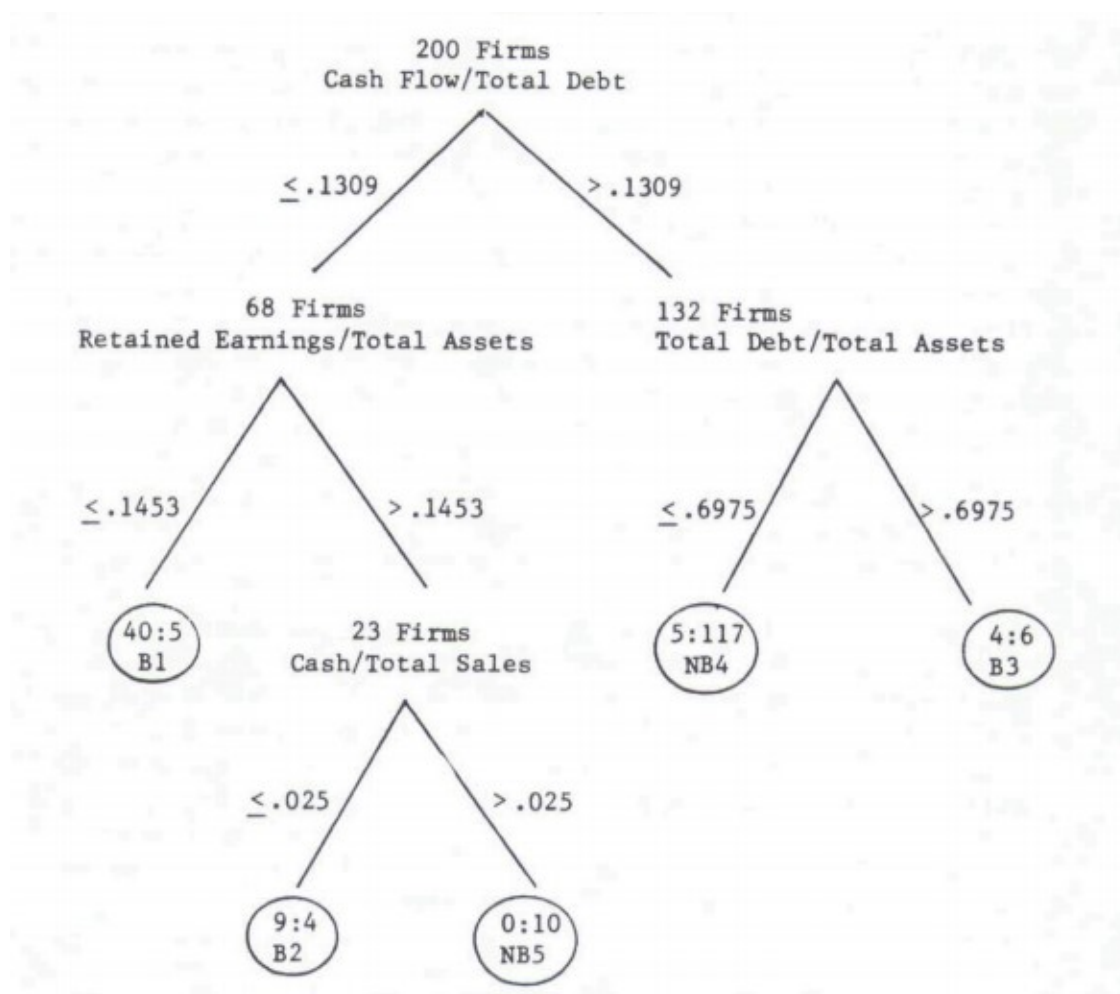 200 Firms
Cash Flow/Total Debt
≤.1309
>.1309
68 Firms
Retained Earnings/Total Assets
132 Firms
Total Debt/Total Assets
≤.1453
>.1453
≤.6975
>.6975
40:5
B1
23 Firms
Cash/Total Sales
5:117
NB4
4:6
B3
≤.025
>.025
9:4
B2
0:10
NB5